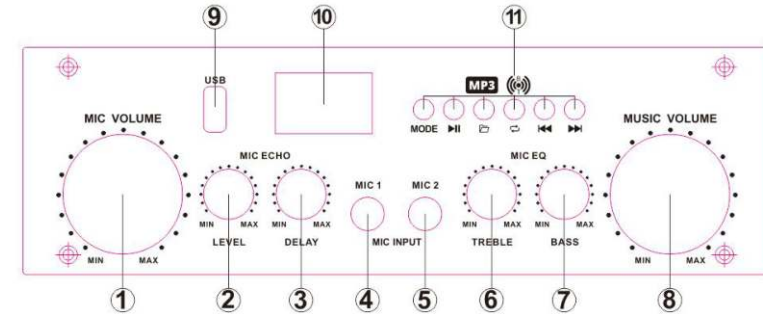 ⑨ ⑩ ⑪
USB
MP3
MIC VOLUME
MODE
MUSIC VOLUME
MIC ECHO
MIC EQ
MIC 1 MIC 2
MIN MAX MIN MAX MIN MAX MIN MAX
LEVEL DELAY MIC INPUT TREBLE BASS
MIN MAX MIN MAX
① ② ③ ④ ⑤ ⑥ ⑦ ⑧